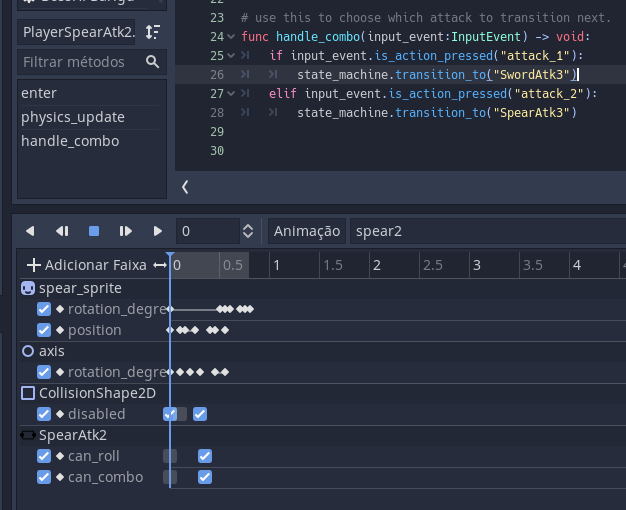 PlayerSpearAtk2.
Filtrar métodos
enter
physics_update
handle_combo
22
23 # use this to choose which attack to transition next.
24 func handle_combo(input_event:InputEvent) -> void:
25 if input_event.is_action_pressed("attack_1"):
26 state_machine.transition_to("SwordAtk3")
27 elif input_event.is_action_pressed("attack_2"):
28 state_machine.transition_to("SpearAtk3")
29
30
0 Animação spear2
Adicionar Faixa 0 0.5 1 1.5 2 2.5 3 3.5 4
spear_sprite
rotation_degre
position
axis
rotation_degre
CollisionShape2D
disabled
SpearAtk2
can_roll
can_combo